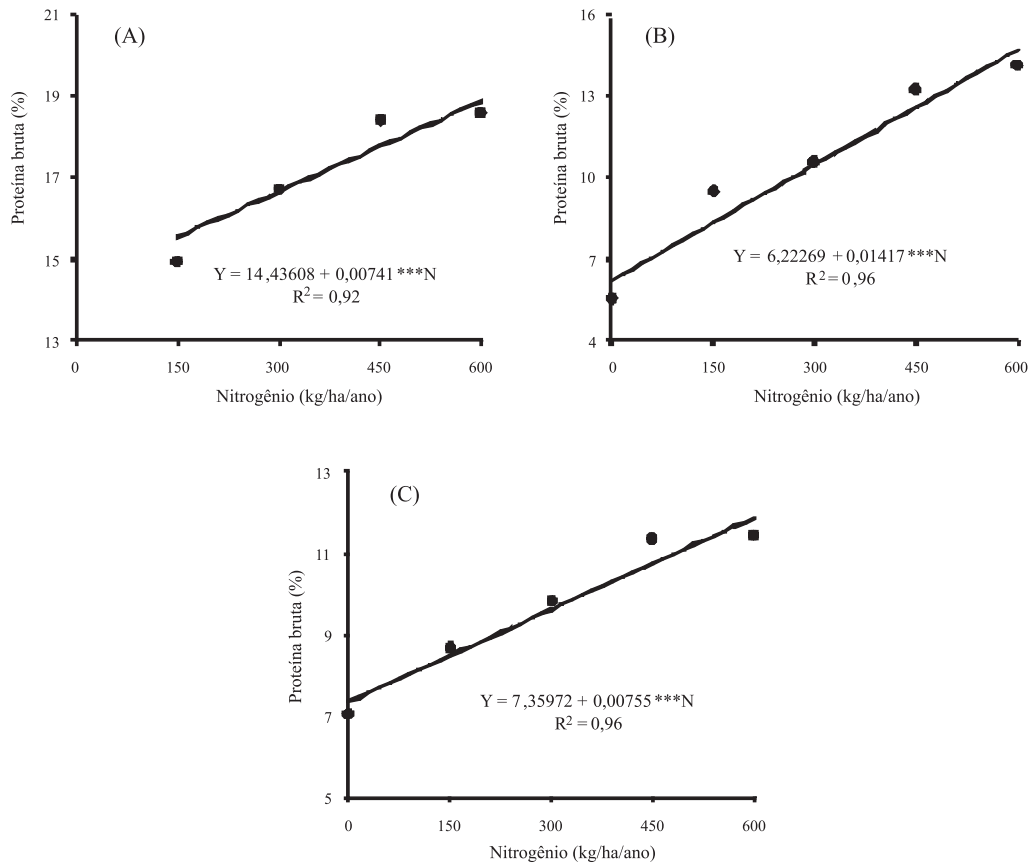 (A)
Proteína bruta (%)
21
19
17
15
13
Y = 14,43608 + 0,00741 ***N
R2 = 0,92
0 150 300 450 600
Nitrogênio (kg/ha/ano)
(B)
Proteína bruta (%)
16
13
10
7
4
Y = 6,22269 + 0,01417 ***N
R2 = 0,96
0 150 300 450 600
Nitrogênio (kg/ha/ano)
(C)
Proteína bruta (%)
13
11
9
7
5
Y = 7,35972 + 0,00755 ***N
R2 = 0,96
0 150 300 450 600
Nitrogênio (kg/ha/ano)